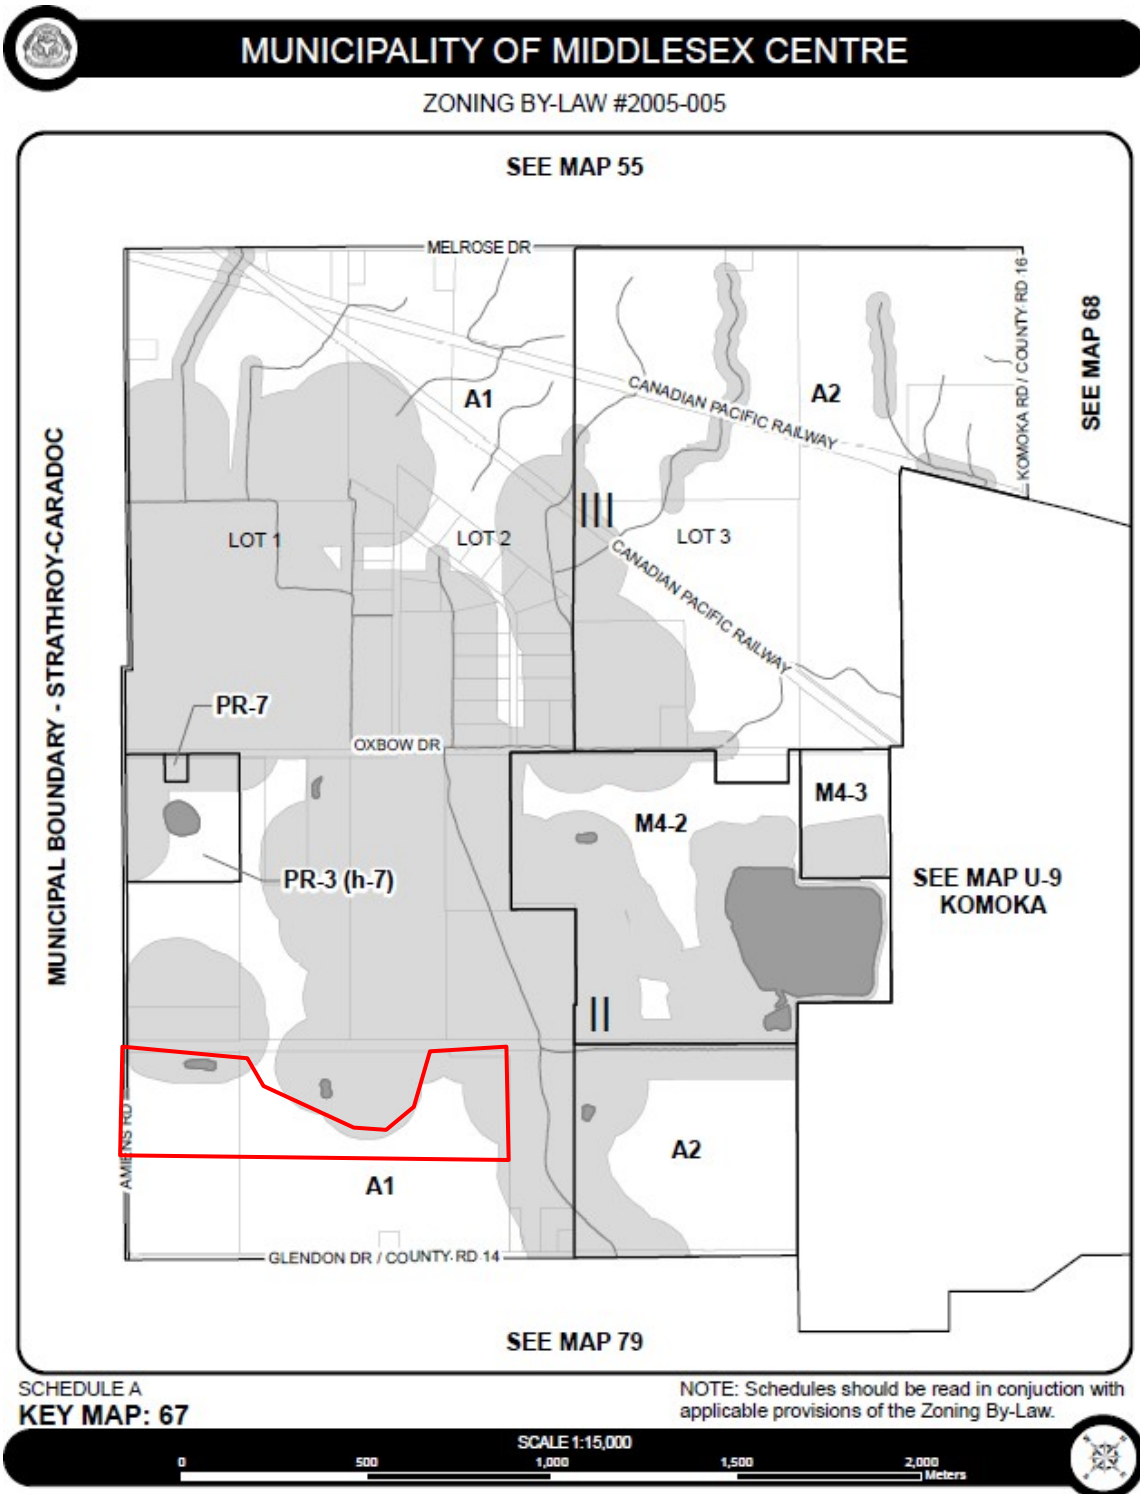 MUNICIPALITY OF MIDDLESEX CENTRE
ZONING BY-LAW #2005-005
SEE MAP 55
MELROSE DR
KOMOKA RD / COUNTY RD 16
SEE MAP 68
CANADIAN PACIFIC RAILWAY
A1
A2
MUNICIPAL BOUNDARY - STRATHROY-CARADOC
III
LOT 1
LOT 2
LOT 3
CANADIAN PACIFIC RAILWAY
PR-7
OXBOW DR
M4-3
M4-2
PR-3 (h-7)
SEE MAP U-9
KOMOKA
II
AMIENS RD
A2
A1
GLENDON DR / COUNTY RD 14
SEE MAP 79
SCHEDULE A
KEY MAP: 67
NOTE: Schedules should be read in conjuction with
applicable provisions of the Zoning By-Law.
SCALE 1:15,000
0 500 1,000 1,500 2,000
Meters